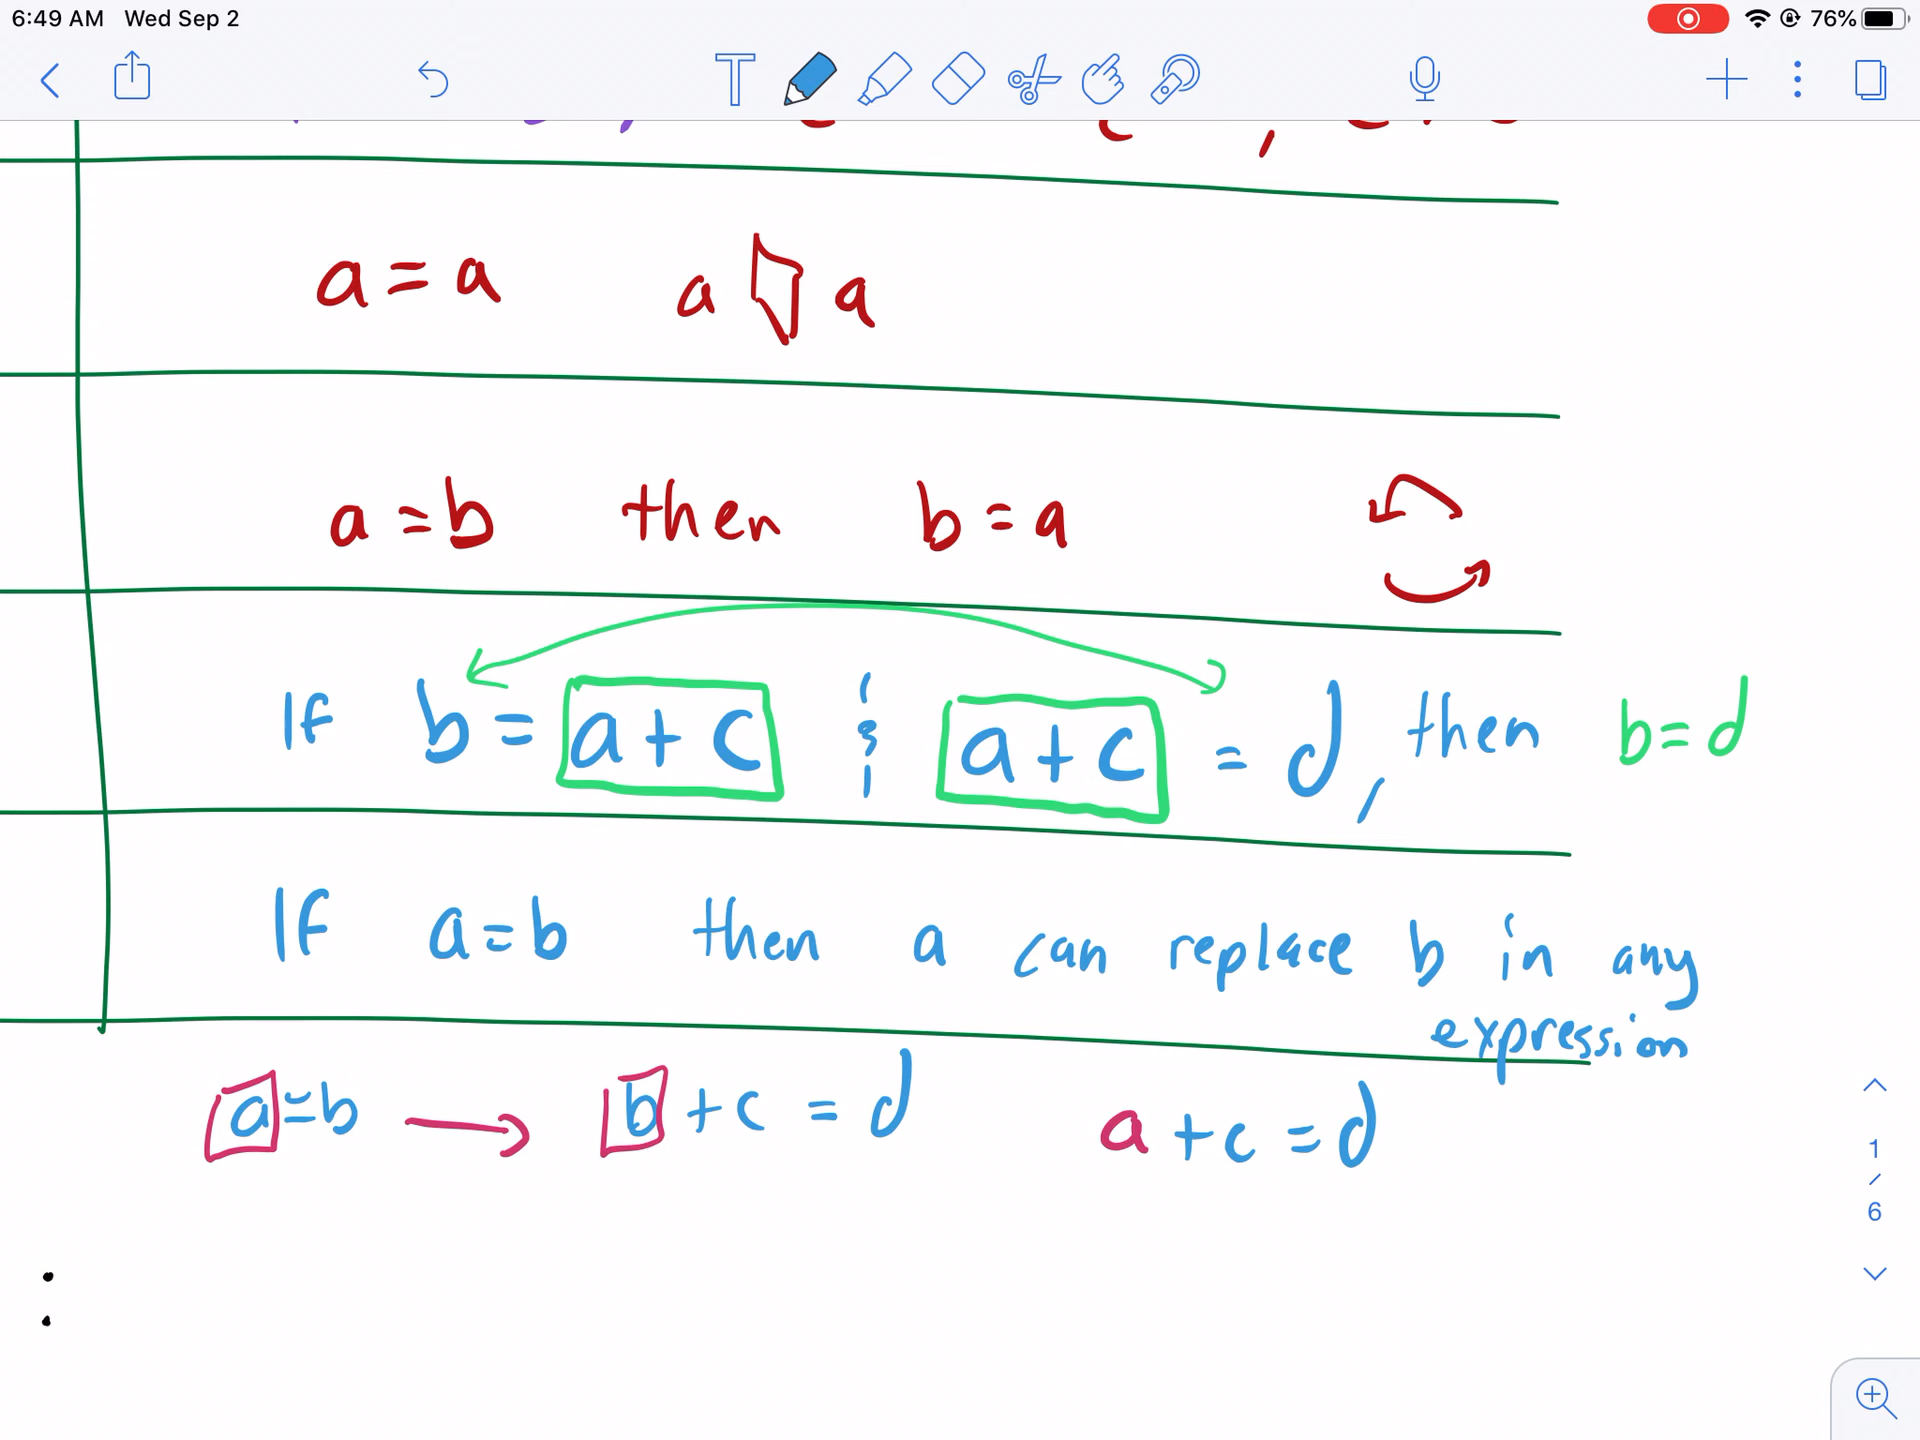 6:49 AM Wed Sep 2 76%
a = a a a
a = b then b = a
If b = a + c & a + c = d, then b = d
If a = b then a can replace b in any
expression
a = b → b + c = d a + c = d
1
/
6